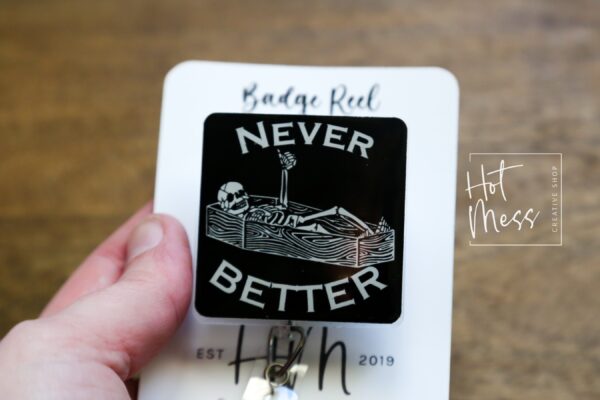 Badge Reel
NEVER
BETTER
EST
2019
Hot
Mess
CREATIVE SHOP